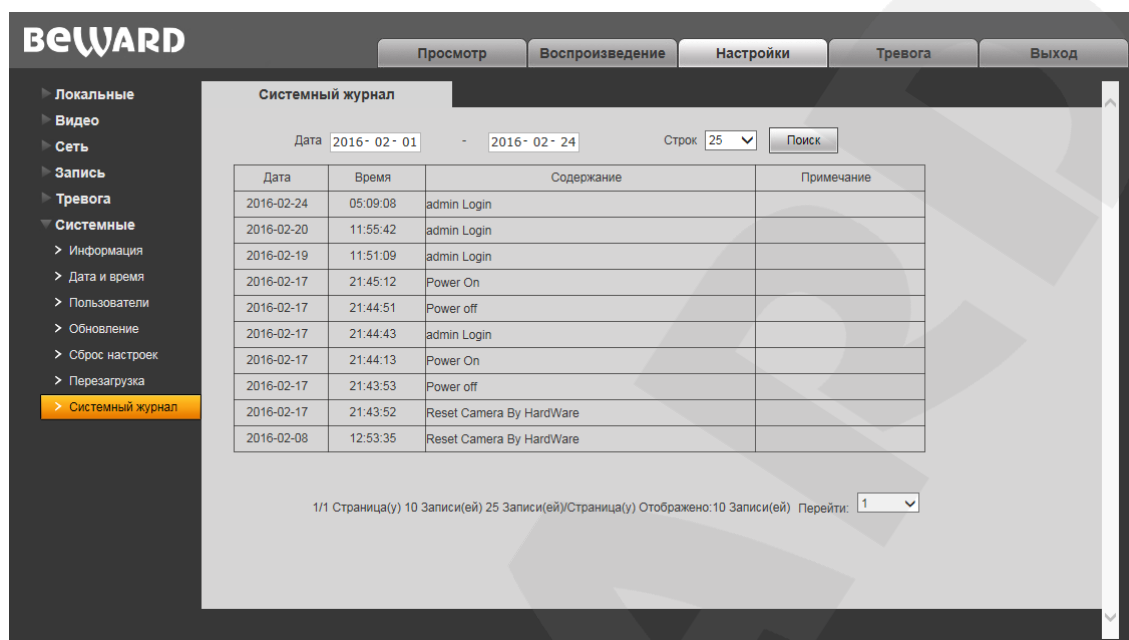 BEWARD
Просмотр Воспроизведение Настройки Тревога Выход
Локальные
Видео
Сеть
Запись
Тревога
Системные
> Информация
> Дата и время
> Пользователи
> Обновление
> Сброс настроек
> Перезагрузка
> Системный журнал
Системный журнал
Дата 2016- 02- 01 - 2016- 02- 24 Строк 25 Поиск
Дата Время Содержание Примечание
2016-02-24 05:09:08 admin Login
2016-02-20 11:55:42 admin Login
2016-02-19 11:51:09 admin Login
2016-02-17 21:45:12 Power On
2016-02-17 21:44:51 Power off
2016-02-17 21:44:43 admin Login
2016-02-17 21:44:13 Power On
2016-02-17 21:43:53 Power off
2016-02-17 21:43:52 Reset Camera By HardWare
2016-02-08 12:53:35 Reset Camera By HardWare
1/1 Страница(у) 10 Записи(ей) 25 Записи(ей)/Страница(у) Отображено:10 Записи(ей) Перейти: 1